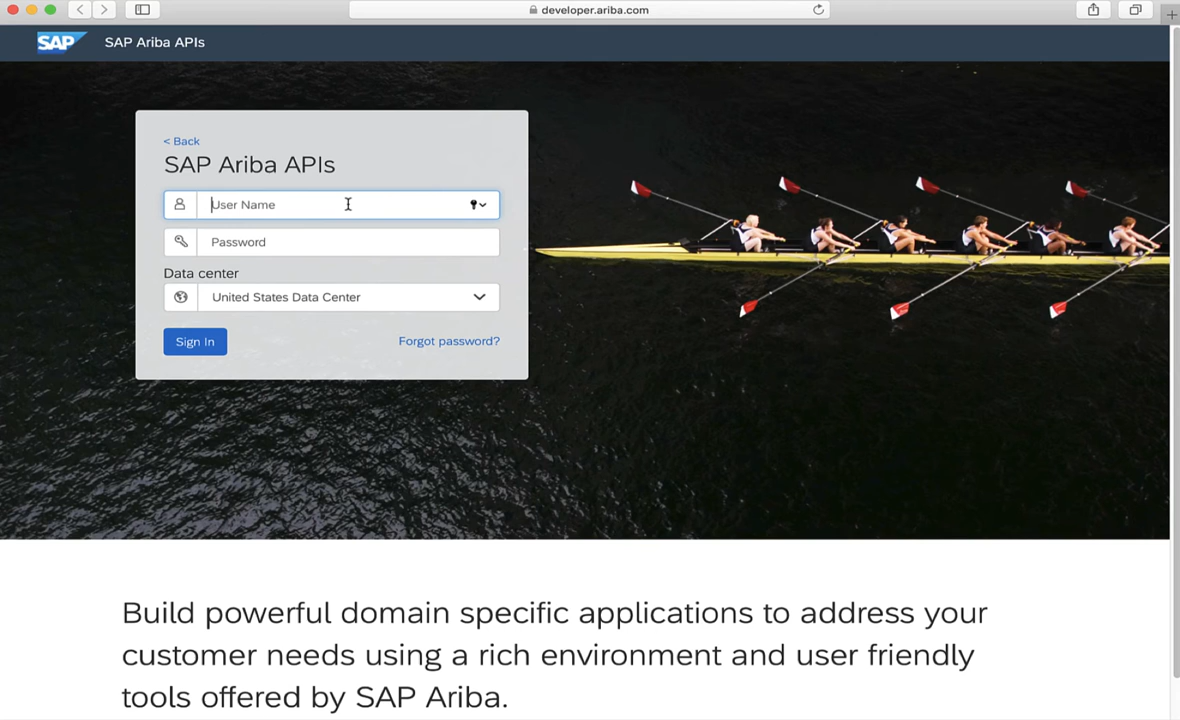 developer.ariba.com
SAP SAP Ariba APIs
< Back
SAP Ariba APIs
User Name
Password
Data center
United States Data Center
Sign In
Forgot password?
Build powerful domain specific applications to address your
customer needs using a rich environment and user friendly
tools offered by SAP Ariba.